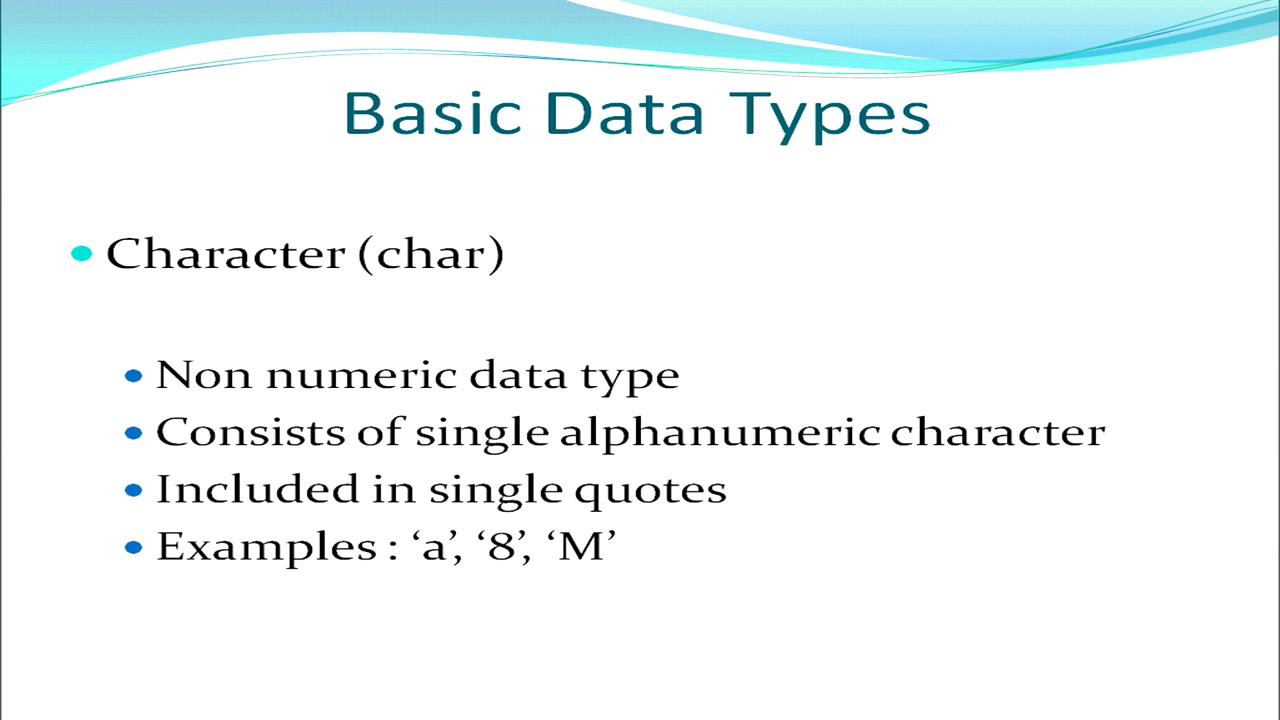 Basic Data Types
Character (char)
Non numeric data type
Consists of single alphanumeric character
Included in single quotes
Examples : ‘a’, ‘8’, ‘M’